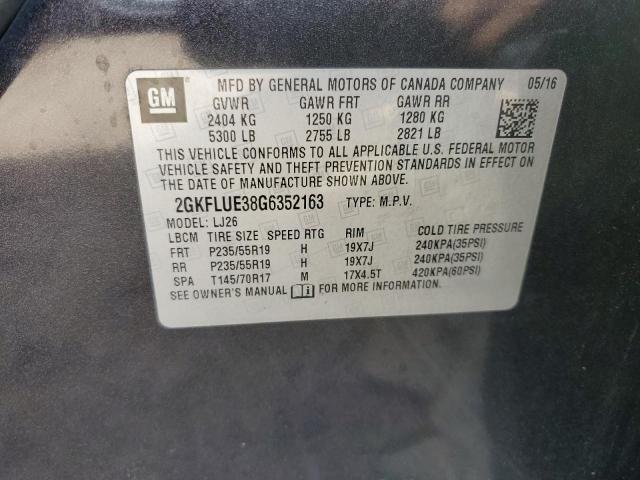 GM
MFD BY GENERAL MOTORS OF CANADA COMPANY 05/16
GVWR GAWR FRT GAWR RR
2404 KG 1250 KG 1280 KG
5300 LB 2755 LB 2821 LB
THIS VEHICLE CONFORMS TO ALL APPLICABLE U.S. FEDERAL MOTOR
VEHICLE SAFETY AND THEFT PREVENTION STANDARDS IN EFFECT ON
THE DATE OF MANUFACTURE SHOWN ABOVE.
2GKFLUE38G6352163 TYPE: M.P.V.
MODEL: LJ26
LBCM TIRE SIZE SPEED RTG RIM COLD TIRE PRESSURE
FRT P235/55R19 H 19X7J 240KPA(35PSI)
RR P235/55R19 H 19X7J 240KPA(35PSI)
SPA T145/70R17 M 17X4.5T 420KPA(60PSI)
SEE OWNER'S MANUAL FOR MORE INFORMATION.